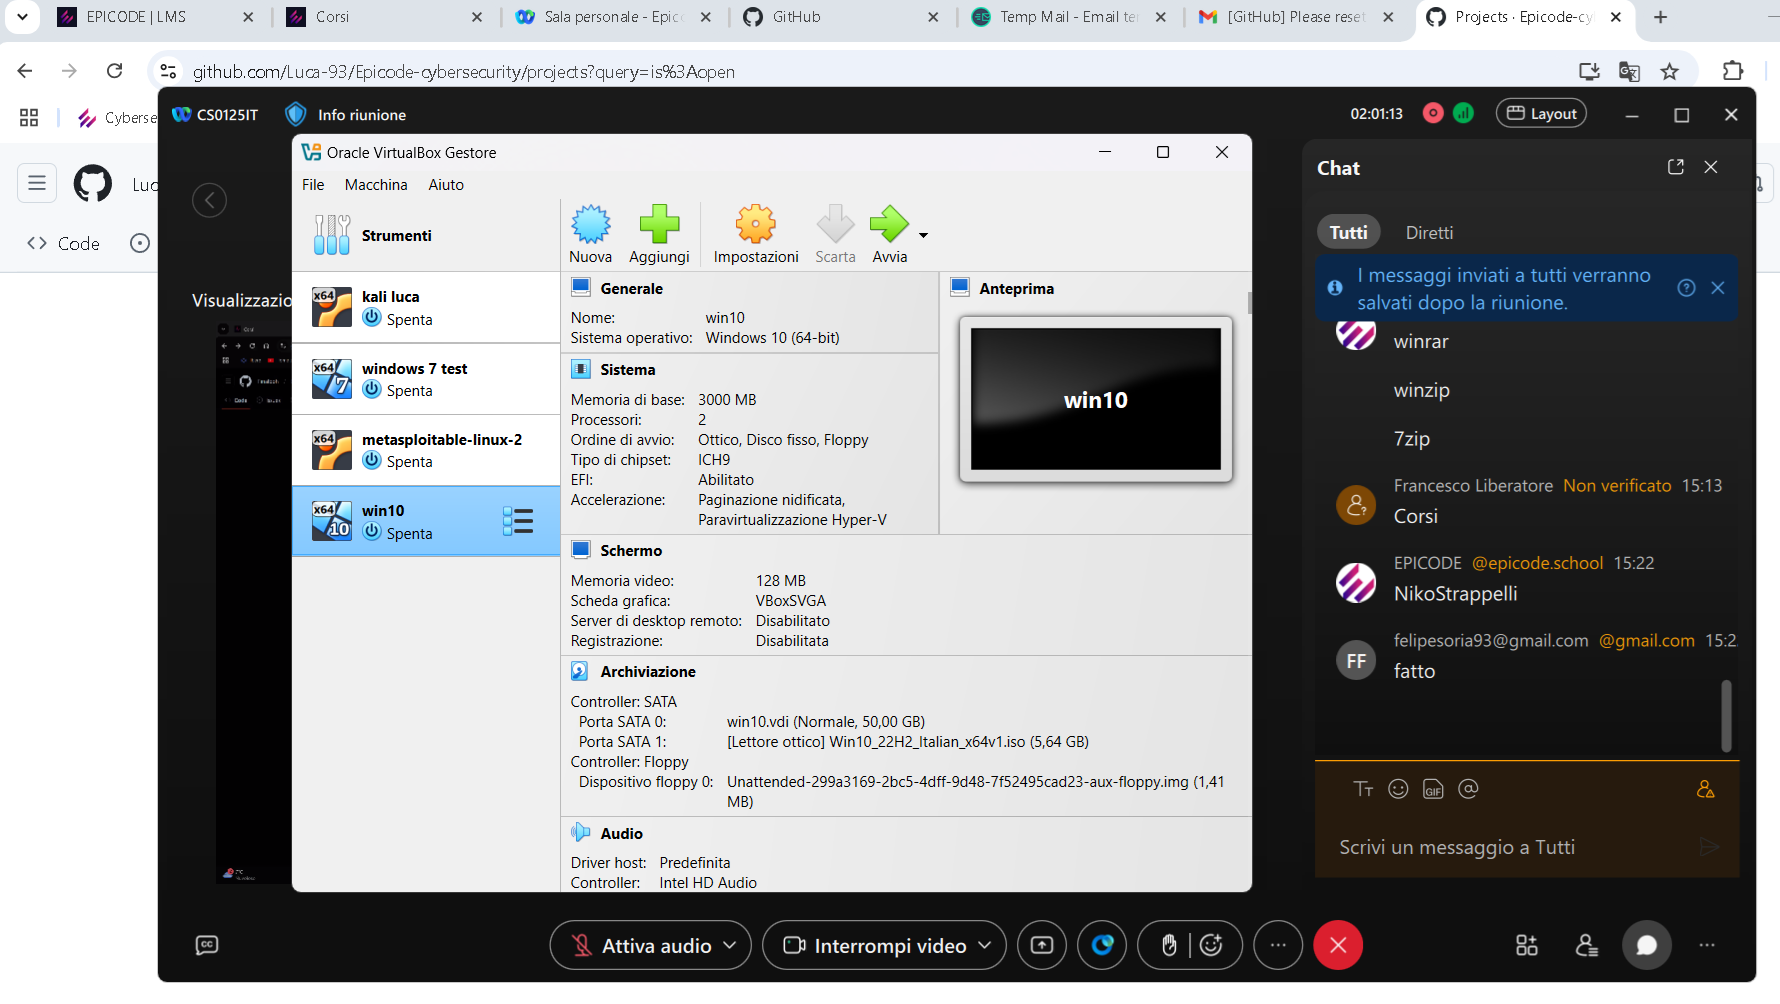 EPICODE | LMS
Corsi
Sala personale - Epic
GitHub
Temp Mail - Email te
[GitHub] Please reset
Projects · Epicode-cy
github.com/Luca-93/Epicode-cybersecurity/projects?query=is%3Aopen
Cyberse
CS0125IT
Info riunione
02:01:13
Layout
Luc
Code
Visualizzazio
Oracle VirtualBox Gestore
File
Macchina
Aiuto
Strumenti
Nuova
Aggiungi
Impostazioni
Scarta
Avvia
x64
kali luca
Spenta
x64
7
windows 7 test
Spenta
x64
metasploitable-linux-2
Spenta
x64
10
win10
Spenta
Generale
Nome: win10
Sistema operativo: Windows 10 (64-bit)
Sistema
Memoria di base: 3000 MB
Processori: 2
Ordine di avvio: Ottico, Disco fisso, Floppy
Tipo di chipset: ICH9
EFI: Abilitato
Accelerazione: Paginazione nidificata,
Paravirtualizzazione Hyper-V
Anteprima
win10
Schermo
Memoria video: 128 MB
Scheda grafica: VBoxSVGA
Server di desktop remoto: Disabilitato
Registrazione: Disabilitata
Archiviazione
Controller: SATA
Porta SATA 0: win10.vdi (Normale, 50,00 GB)
Porta SATA 1: [Lettore ottico] Win10_22H2_Italian_x64v1.iso (5,64 GB)
Controller: Floppy
Dispositivo floppy 0: Unattended-299a3169-2bc5-4dff-9d48-7f52495cad23-aux-floppy.img (1,41
MB)
Audio
Driver host: Predefinita
Controller: Intel HD Audio
Chat
Tutti
Diretti
I messaggi inviati a tutti verranno
salvati dopo la riunione.
winrar
winzip
7zip
Francesco Liberatore Non verificato 15:13
Corsi
EPICODE @epicode.school 15:22
NikoStrappelli
felipesoria93@gmail.com @gmail.com 15:2
FF
fatto
GIF
Scrivi un messaggio a Tutti
CC
Attiva audio
Interrompi video